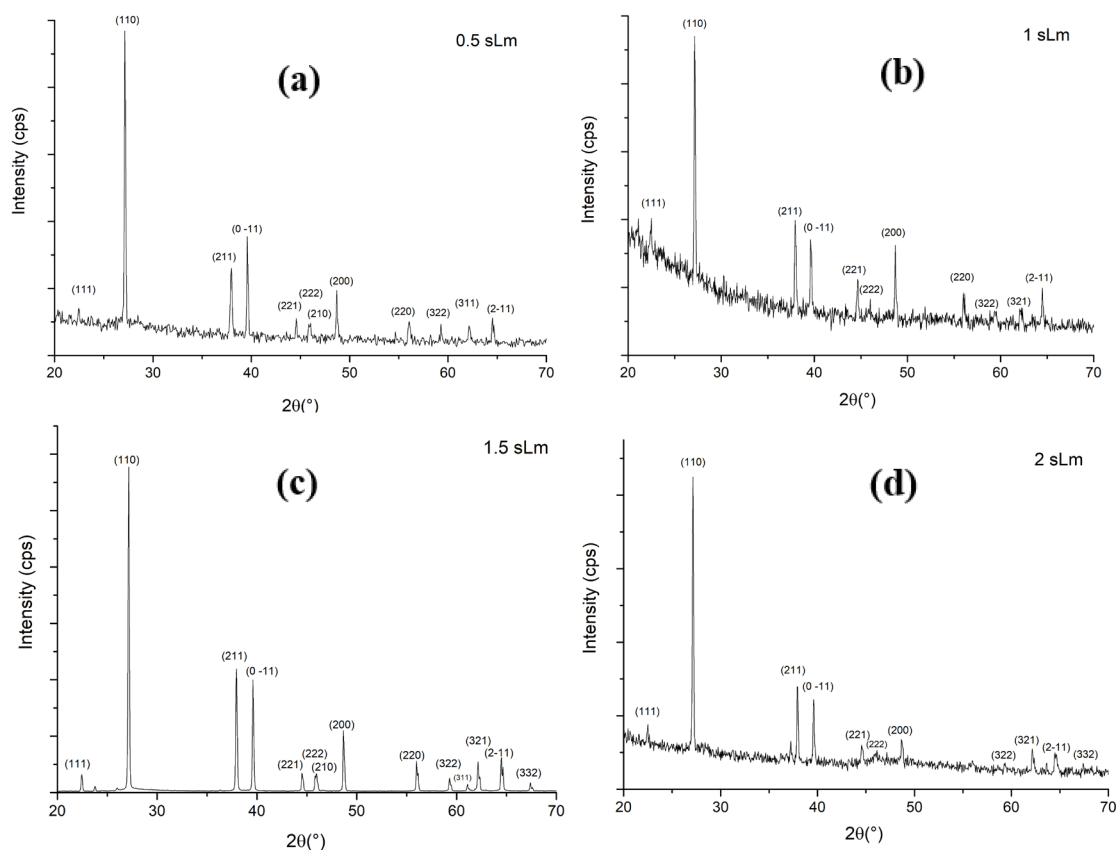 (110)
0.5 sLm
(a)
Intensity (cps)
(0 -11)
(211)
(200)
(111)
(222)
(311)
(221)
(210)
(220)
(322)
(2-11)
20 30 40 50 60 70
2θ(°)
(110)
1 sLm
(b)
Intensity (cps)
(111)
(211)
(0 -11)
(200)
(221)
(222)
(220)
(2-11)
(322)
(321)
20 30 40 50 60 70
2θ(°)
(110)
1.5 sLm
(c)
Intensity (cps)
(211)
(0 -11)
(200)
(111)
(221)
(222)
(210)
(220)
(322)
(311)
(321)
(2-11)
(332)
20 30 40 50 60 70
2θ(°)
(110)
2 sLm
(d)
Intensity (cps)
(211)
(0 -11)
(111)
(221)
(222)
(200)
(322)
(321)
(2-11)
(332)
20 30 40 50 60 70
2θ(°)